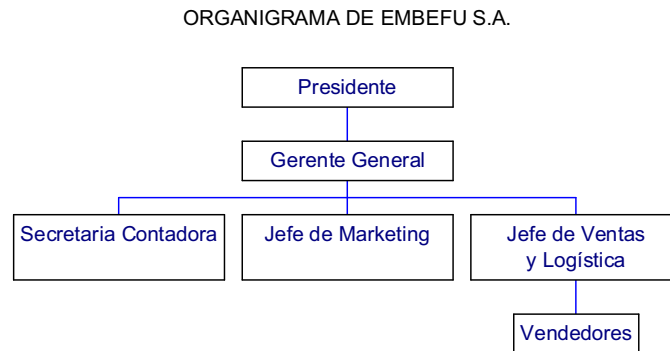 ORGANIGRAMA DE EMBEFU S.A.
Presidente
Gerente General
Secretaria Contadora
Jefe de Marketing
Jefe de Ventas
y Logística
Vendedores